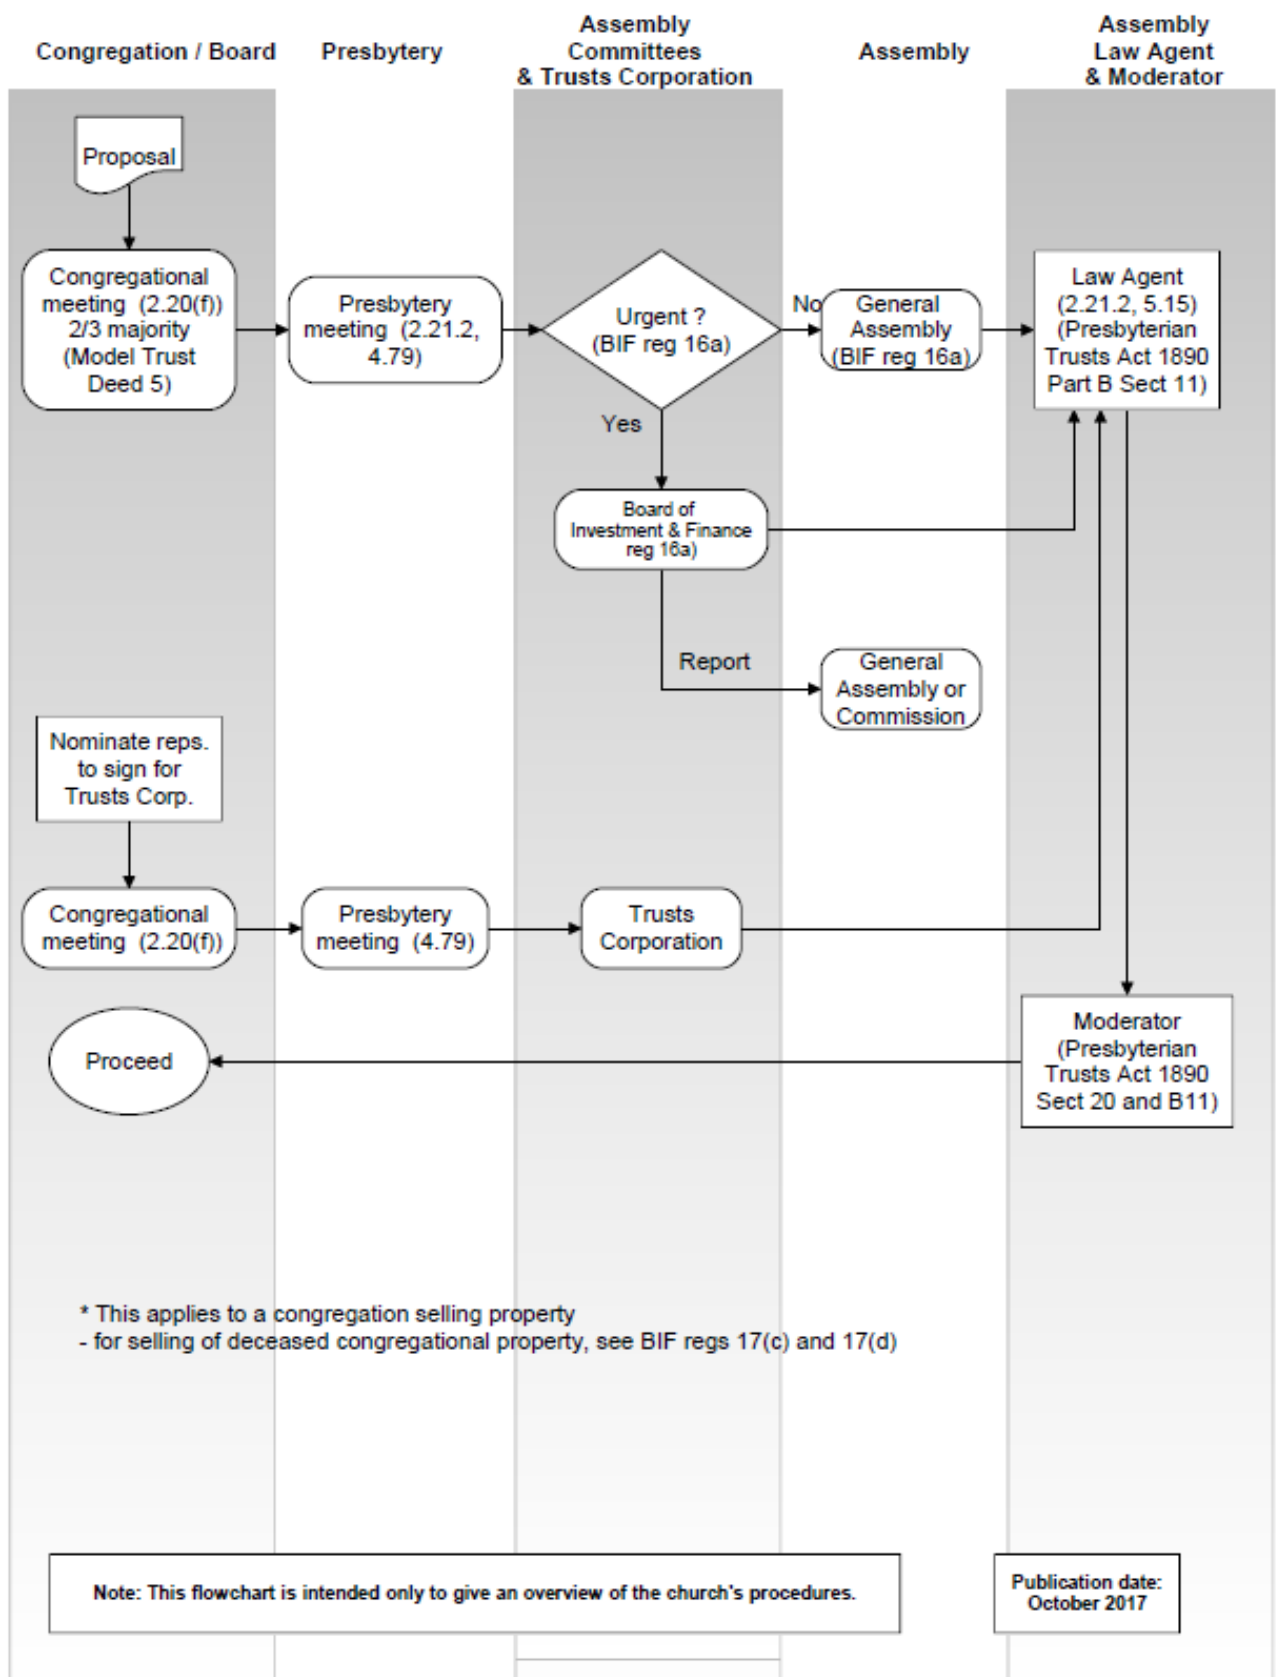 Congregation / Board
Presbytery
Assembly
Committees
& Trusts Corporation
Assembly
Assembly
Law Agent
& Moderator
Proposal
Congregational
meeting (2.20(f))
2/3 majority
(Model Trust
Deed 5)
Presbytery
meeting (2.21.2,
4.79)
Urgent ?
(BIF reg 16a)
No
General
Assembly
(BIF reg 16a)
Law Agent
(2.21.2, 5.15)
(Presbyterian
Trusts Act 1890
Part B Sect 11)
Yes
Board of
Investment & Finance
reg 16a)
Report
General
Assembly or
Commission
Nominate reps.
to sign for
Trusts Corp.
Congregational
meeting (2.20(f))
Presbytery
meeting (4.79)
Trusts
Corporation
Proceed
Moderator
(Presbyterian
Trusts Act 1890
Sect 20 and B11)
* This applies to a congregation selling property
- for selling of deceased congregational property, see BIF regs 17(c) and 17(d)
Note: This flowchart is intended only to give an overview of the church's procedures.
Publication date:
October 2017